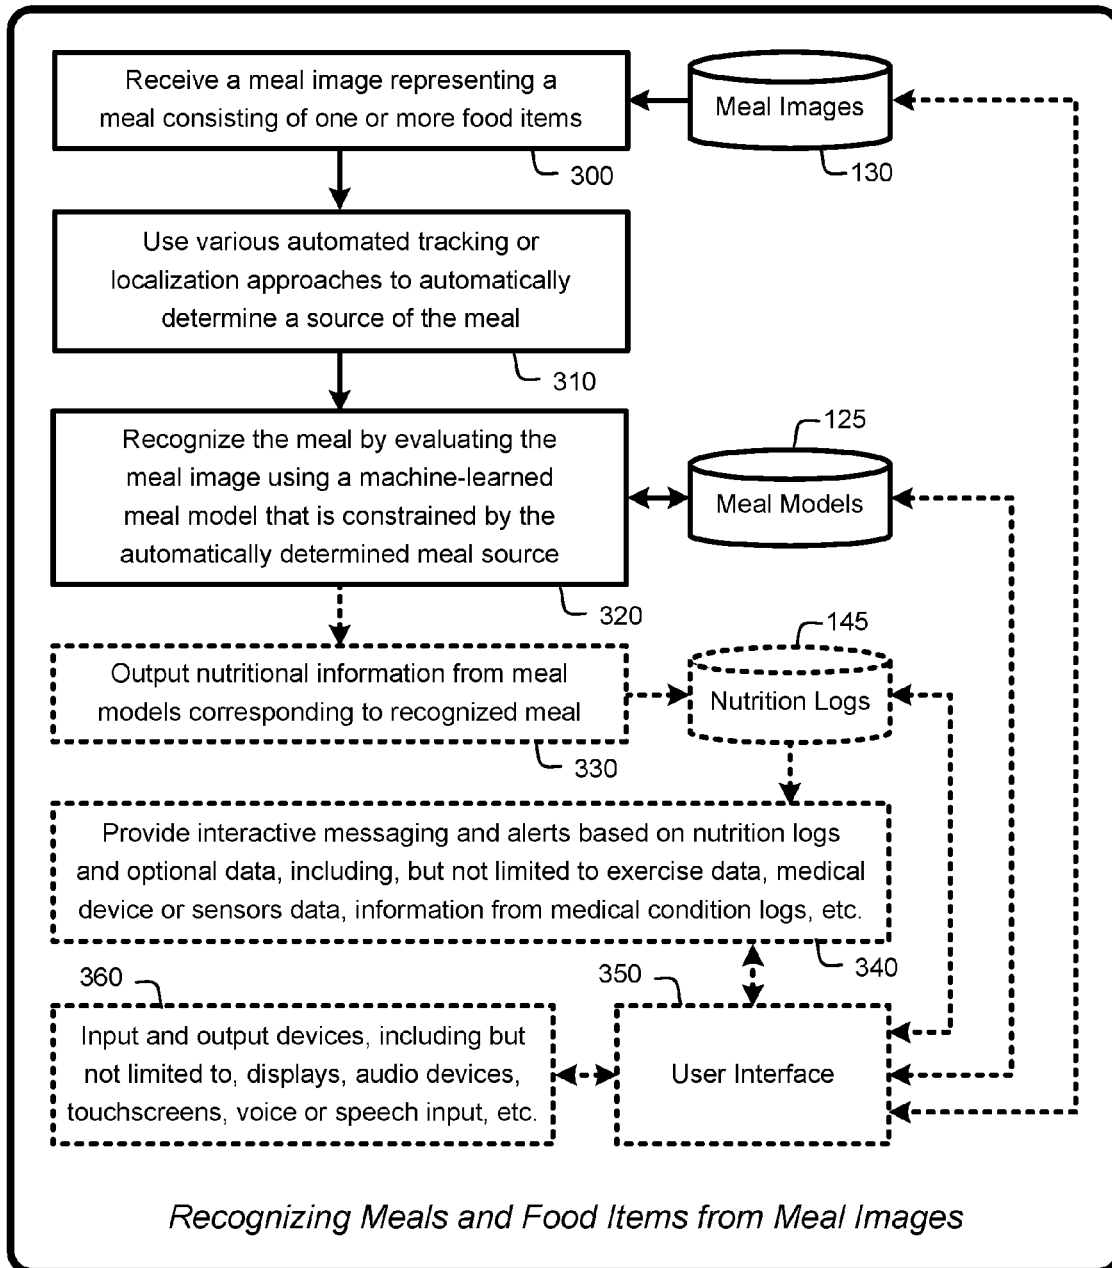 Receive a meal image representing a
meal consisting of one or more food items
300
Meal Images
130
Use various automated tracking or
localization approaches to automatically
determine a source of the meal
310
Recognize the meal by evaluating the
meal image using a machine-learned
meal model that is constrained by the
automatically determined meal source
320
125
Meal Models
Output nutritional information from meal
models corresponding to recognized meal
330
145
Nutrition Logs
Provide interactive messaging and alerts based on nutrition logs
and optional data, including, but not limited to exercise data, medical
device or sensors data, information from medical condition logs, etc.
340
360
Input and output devices, including but
not limited to, displays, audio devices,
touchscreens, voice or speech input, etc.
350
User Interface
Recognizing Meals and Food Items from Meal Images